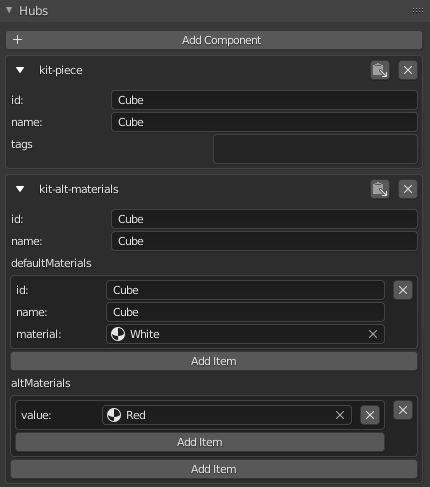 Hubs
+ Add Component
kit-piece
id: Cube
name: Cube
tags
kit-alt-materials
id: Cube
name: Cube
defaultMaterials
id: Cube
name: Cube
material: White
Add Item
altMaterials
value: Red
Add Item
Add Item